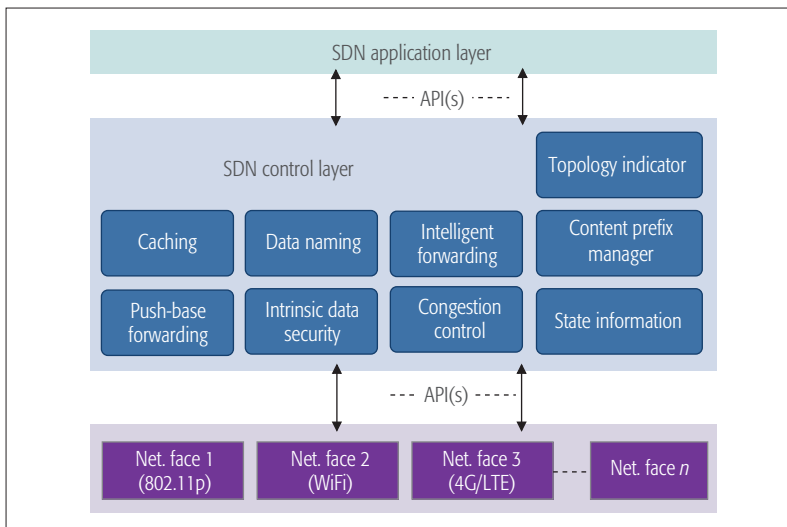 SDN application layer
API(s)
SDN control layer
Topology indicator
Caching
Data naming
Intelligent
forwarding
Content prefix
manager
Push-base
forwarding
Intrinsic data
security
Congestion
control
State information
API(s)
Net. face 1
(802.11p)
Net. face 2
(WiFi)
Net. face 3
(4G/LTE)
Net. face n